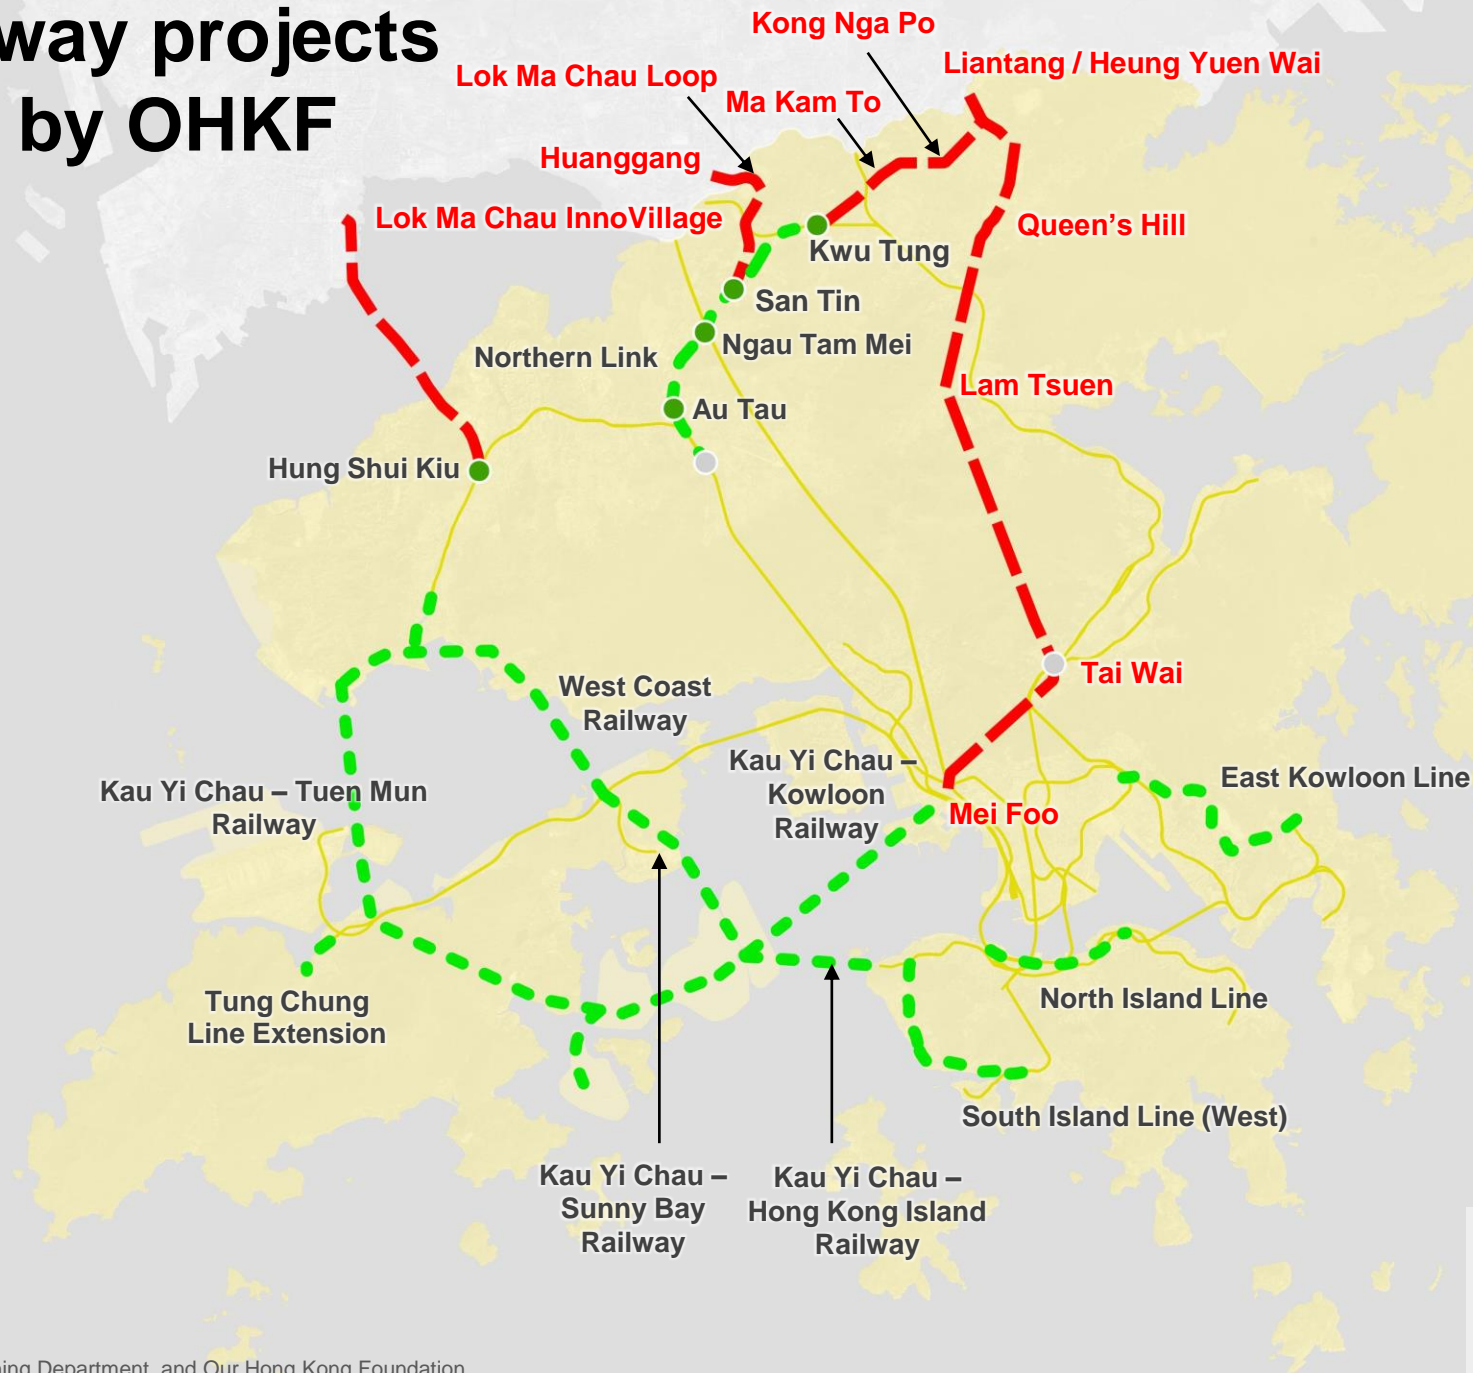 way projects
by OHKF
Kong Nga Po
Liantang / Heung Yuen Wai
Lok Ma Chau Loop
Ma Kam To
Huanggang
Lok Ma Chau InnoVillage
Queen's Hill
Kwu Tung
San Tin
Ngau Tam Mei
Northern Link
Lam Tsuen
Au Tau
Hung Shui Kiu
Tai Wai
West Coast
Railway
Kau Yi Chau –
Kowloon
Railway
East Kowloon Line
Kau Yi Chau – Tuen Mun
Railway
Mei Foo
Tung Chung
Line Extension
North Island Line
South Island Line (West)
Kau Yi Chau –
Sunny Bay
Railway
Kau Yi Chau –
Hong Kong Island
Railway
Department, and Our Hong Kong Foundation